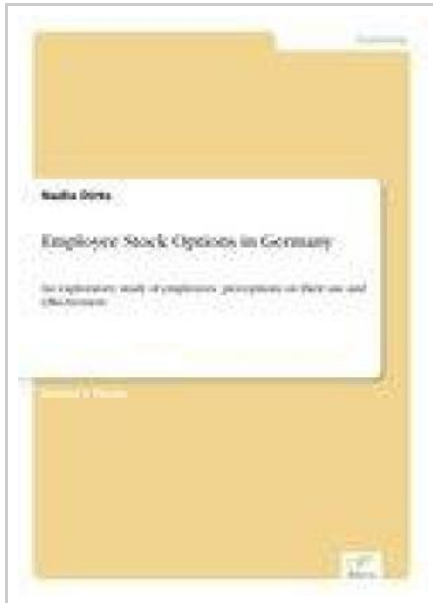 Nadia Dirks
Employee Stock Options in Germany
An exploratory study of employees' perceptions on their use and
effectiveness